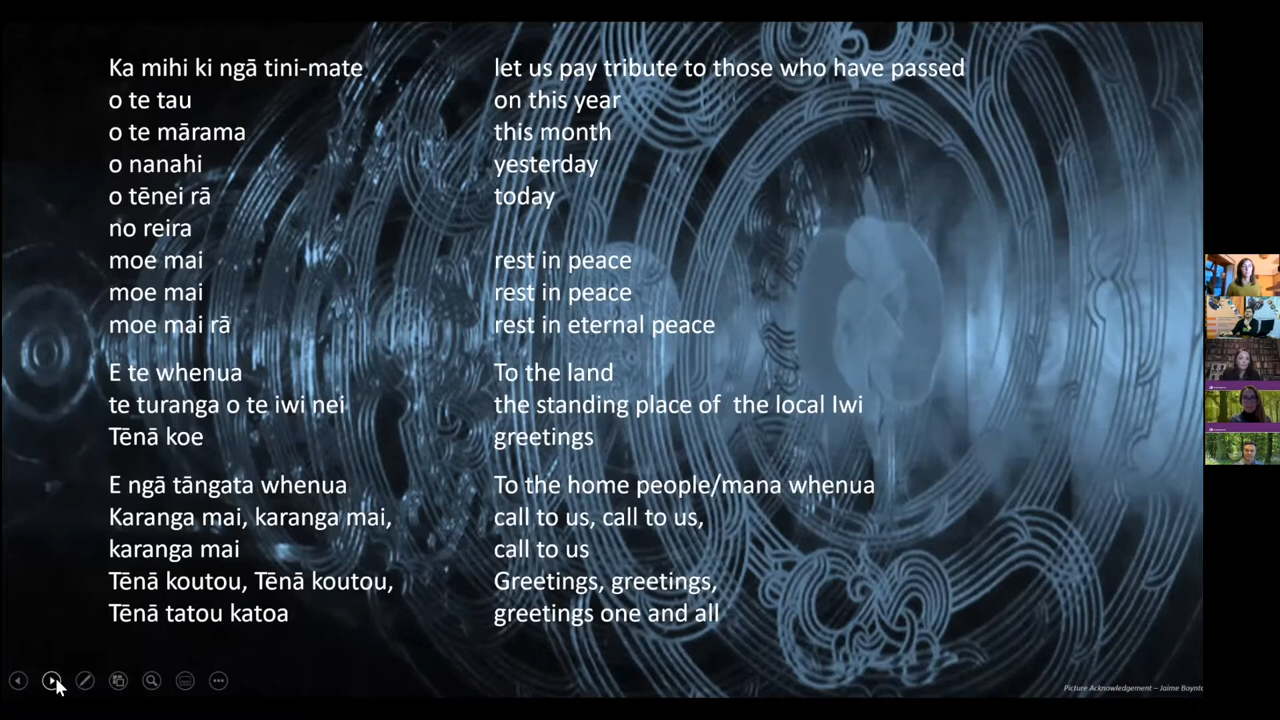 Ka mihi ki ngā tini-mate
o te tau
o te mārama
o nanahi
o tēnei rā
no reira
moe mai
moe mai
moe mai rā
E te whenua
te turanga o te iwi nei
Tēnā koe
E ngā tāngata whenua
Karanga mai, karanga mai,
karanga mai
Tēnā koutou, Tēnā koutou,
Tēnā tatou katoa
let us pay tribute to those who have passed
on this year
this month
yesterday
today
rest in peace
rest in peace
rest in eternal peace
To the land
the standing place of the local Iwi
greetings
To the home people/mana whenua
call to us, call to us,
call to us
Greetings, greetings,
greetings one and all
Picture Acknowledgement – Jaime